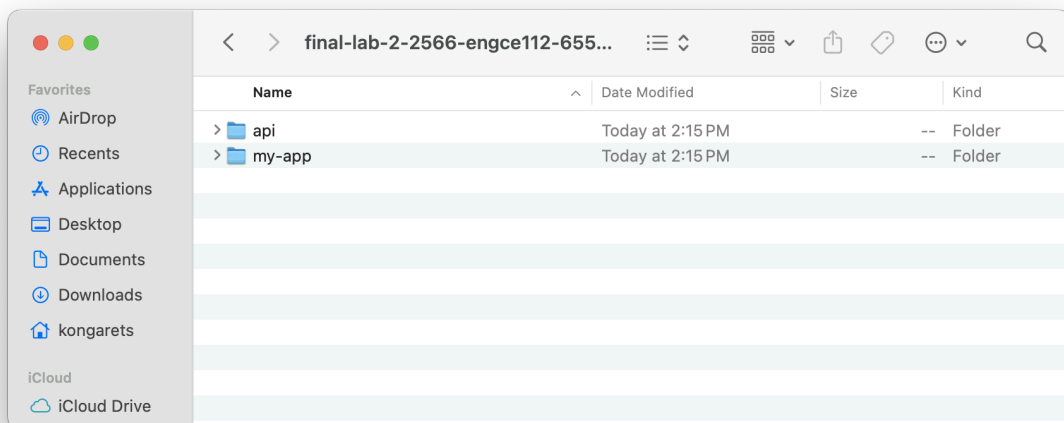 final-lab-2-2566-engce112-655...
Favorites
AirDrop
Recents
Applications
Desktop
Documents
Downloads
kongarets
iCloud
iCloud Drive
Name Date Modified Size Kind
api Today at 2:15 PM -- Folder
my-app Today at 2:15 PM -- Folder